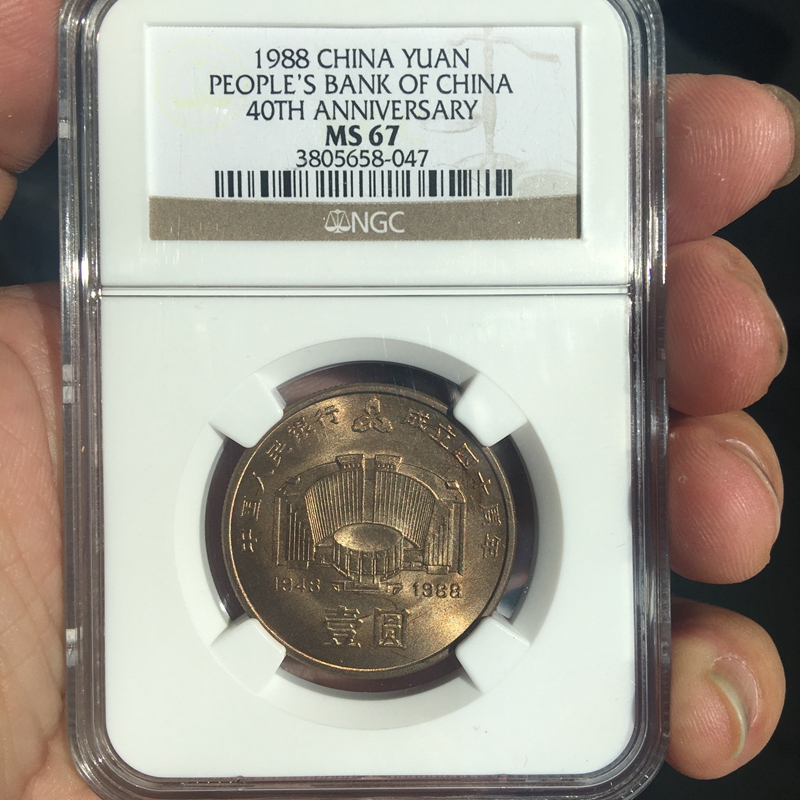 1988 CHINA YUAN
PEOPLE'S BANK OF CHINA
40TH ANNIVERSARY
MS 67
3805658-047
NGC
中国人民银行 成立四十周年
1948 1988
壹圆